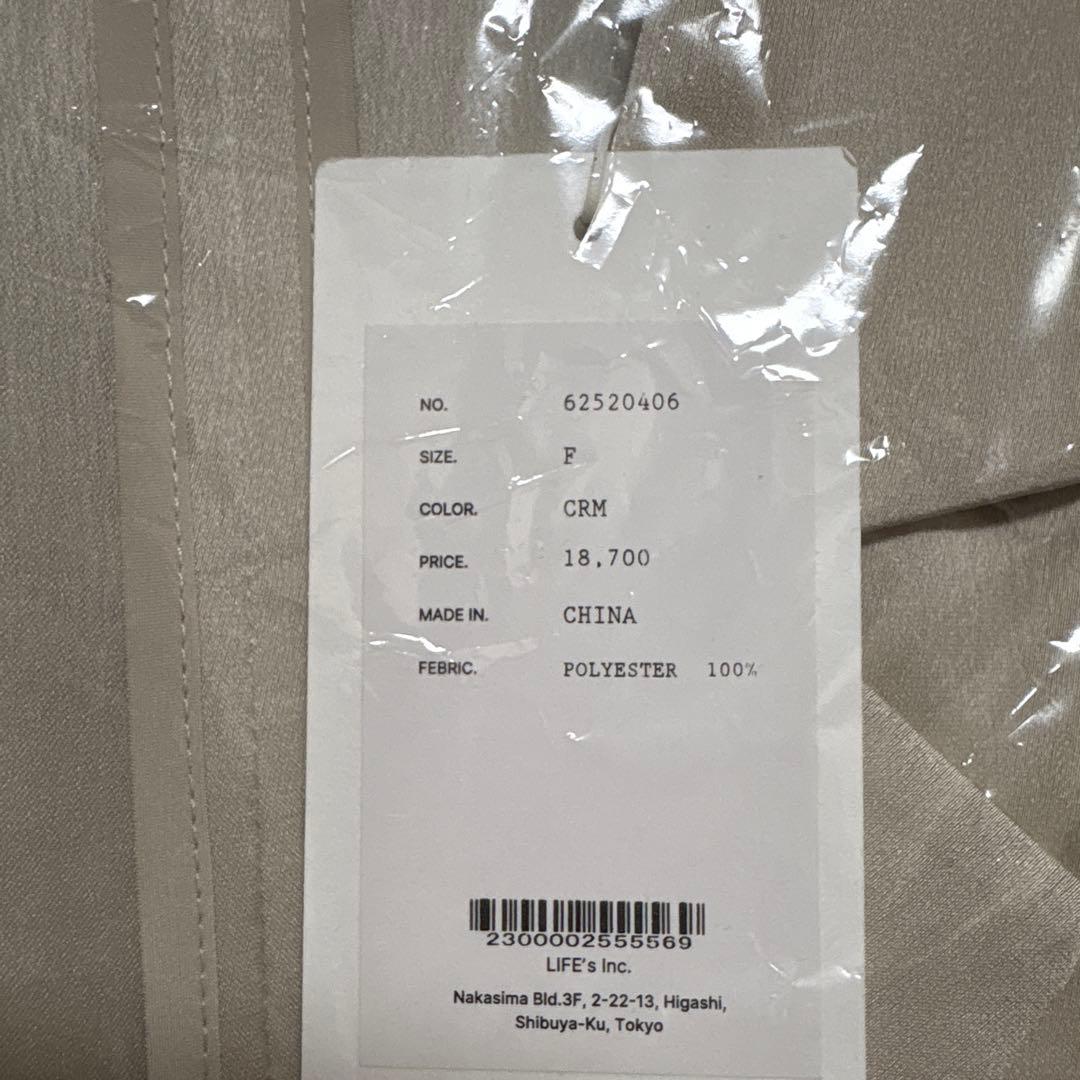 NO. 62520406
SIZE. F
COLOR. CRM
PRICE. 18,700
MADE IN. CHINA
FEBRIC. POLYESTER 100%
2300002555569
LIFE's Inc.
Nakasima Bld.3F, 2-22-13, Higashi,
Shibuya-Ku, Tokyo